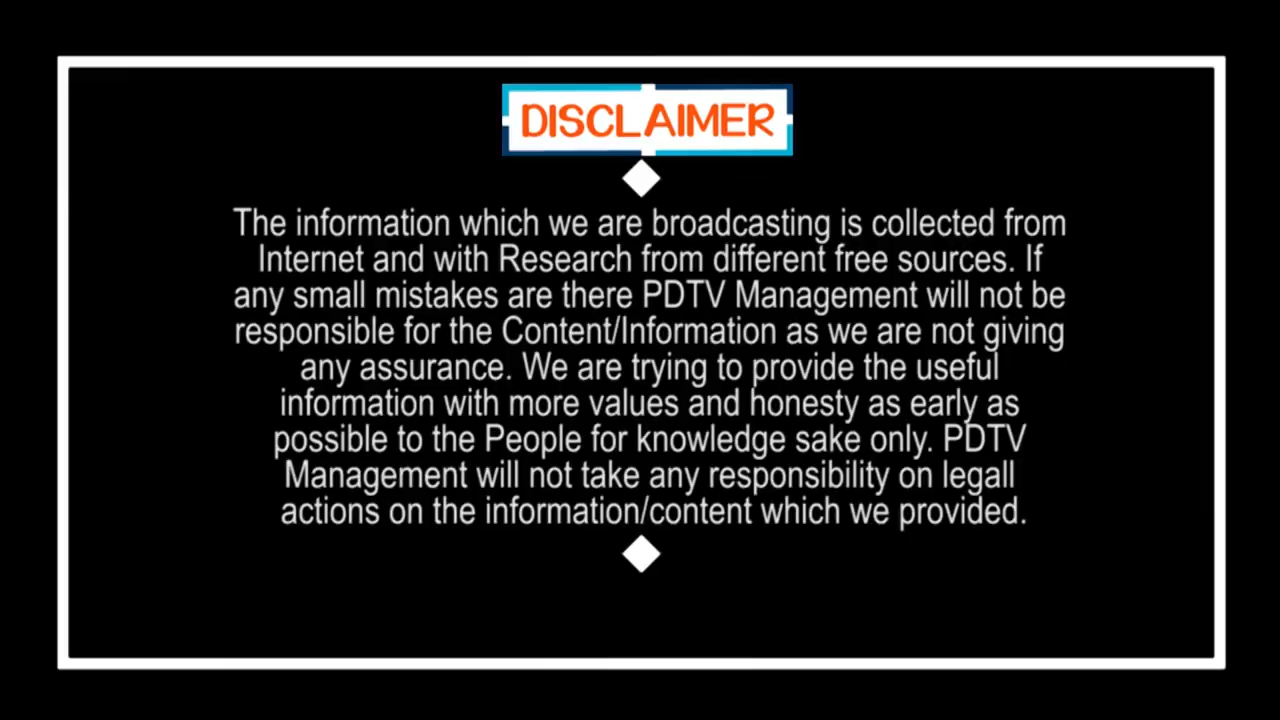 DISCLAIMER
The information which we are broadcasting is collected from
Internet and with Research from different free sources. If
any small mistakes are there PDTV Management will not be
responsible for the Content/Information as we are not giving
any assurance. We are trying to provide the useful
information with more values and honesty as early as
possible to the People for knowledge sake only. PDTV
Management will not take any responsibility on legall
actions on the information/content which we provided.